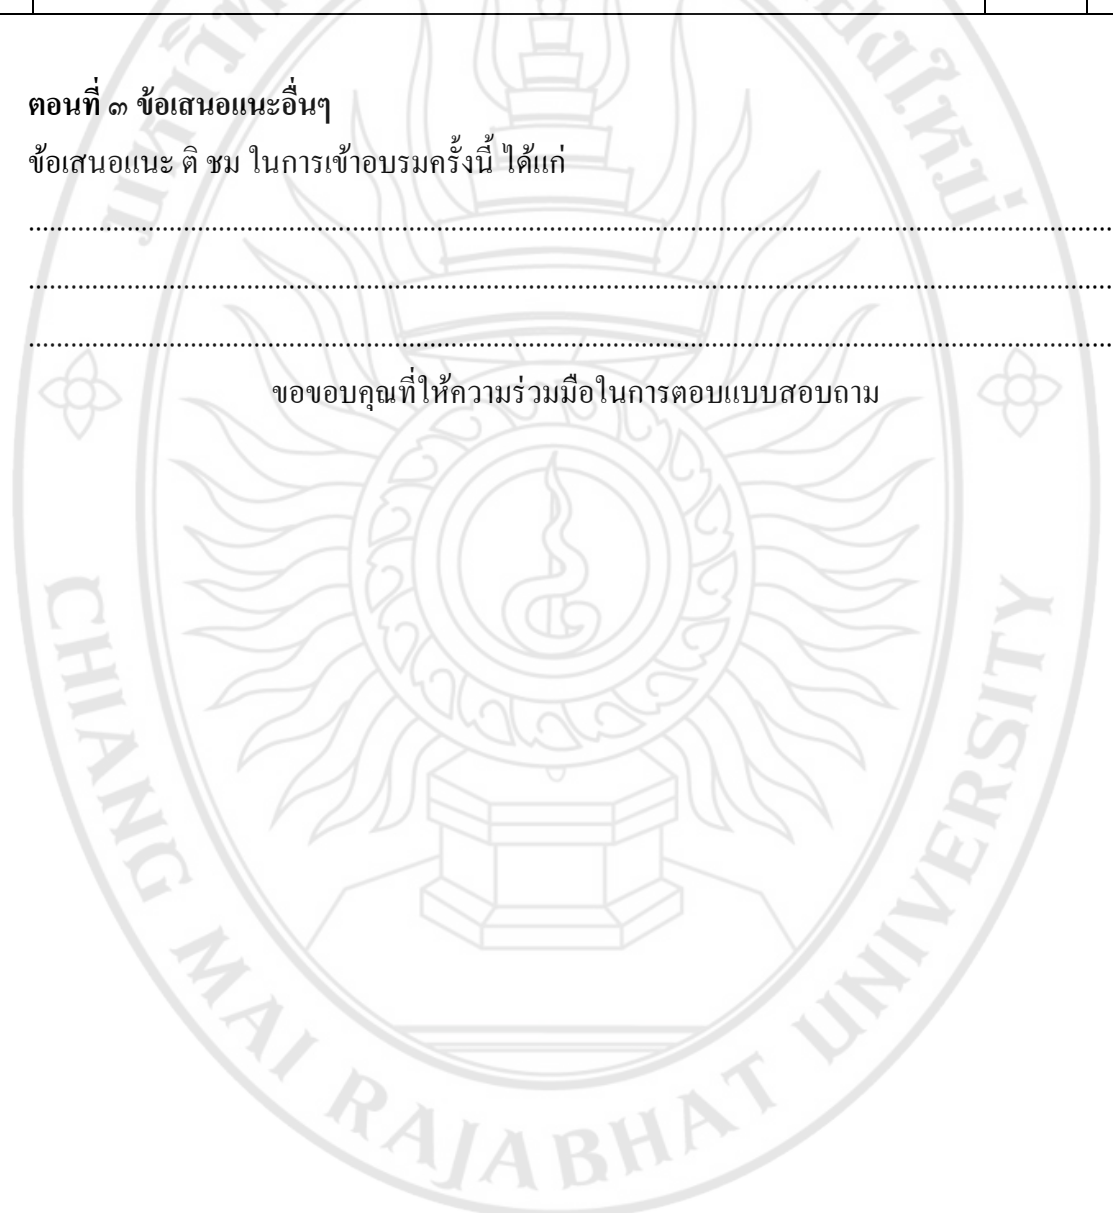 ตอนที่ ๓ ข้อเสนอแนะอื่นๆ
ข้อเสนอแนะ ติ ชม ในการเข้าอบรมครั้งนี้ ได้แก่
................................................................................................................................................................
................................................................................................................................................................
................................................................................................................................................................
ขอขอบคุณที่ให้ความร่วมมือในการตอบแบบสอบถาม
CHIANG MAI RAJABHAT UNIVERSITY